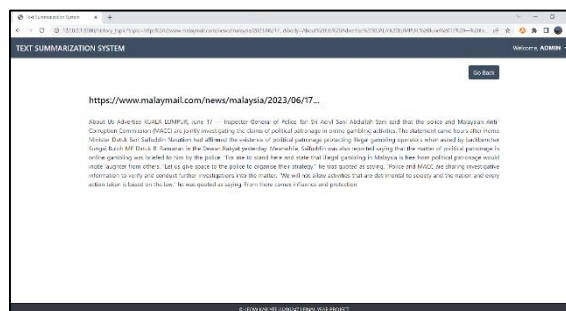 Text Summarization System
TEXT SUMMARIZATION SYSTEM
Welcome, ADMIN
Go Back
https://www.malaymail.com/news/malaysia/2023/06/17...
About Us Advertise KUALA LUMPUR, June 17 — Inspector-General of Police Tan Sri Acryl Sani Abdullah Sani said that the police and Malaysian Anti-
Corruption Commission (MACC) are jointly investigating the claims of political patronage in online gambling activities. The statement came hours after Home
Minister Datuk Seri Saifuddin Nasution had affirmed the existence of political patronage protecting illegal gambling operators when asked by backbencher
Sungai Buloh MP Datuk R. Ramanan in the Dewan Rakyat yesterday. Meanwhile, Saifuddin was also reported saying that the matter of political patronage in
online gambling was briefed to him by the police. "For me to stand here and state that illegal gambling in Malaysia is free from political patronage would
invite laughter from others. "Let us give space to the police to organise their strategy," he was quoted as saying. "Police and MACC are sharing investigative
information to verify and conduct further investigations into the matter. "We will not allow activities that are detrimental to society and the nation and every
action taken is based on the law," he was quoted as saying. From there comes influence and protection
FINAL YEAR PROJECT